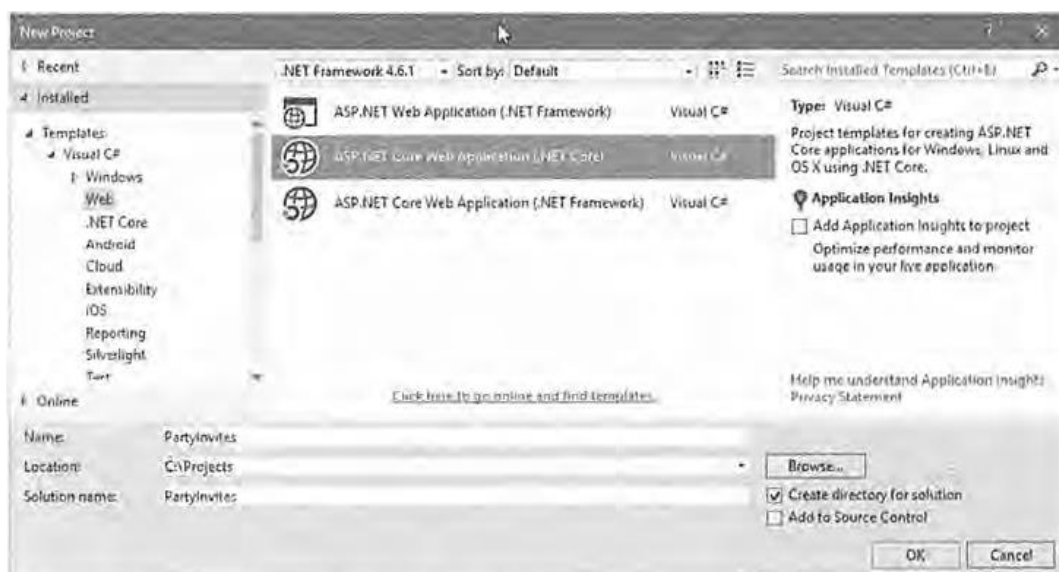 New Project
? ×
Recent
Installed
Templates
Visual C#
Windows
Web
.NET Core
Android
Cloud
Extensibility
iOS
Reporting
Silverlight
Test
Online
.NET Framework 4.6.1 Sort by: Default
ASP.NET Web Application (.NET Framework) Visual C#
ASP.NET Core Web Application (.NET Core) Visual C#
ASP.NET Core Web Application (.NET Framework) Visual C#
Click here to go online and find templates.
Search Installed Templates (Ctrl+E)
Type: Visual C#
Project templates for creating ASP.NET
Core applications for Windows, Linux and
OS X using .NET Core.
Application Insights
Add Application Insights to project
Optimize performance and monitor
usage in your live application
Help me understand Application Insights
Privacy Statement
Name: PartyInvites
Location: C:\Projects
Solution name: PartyInvites
Browse...
Create directory for solution
Add to Source Control
OK Cancel